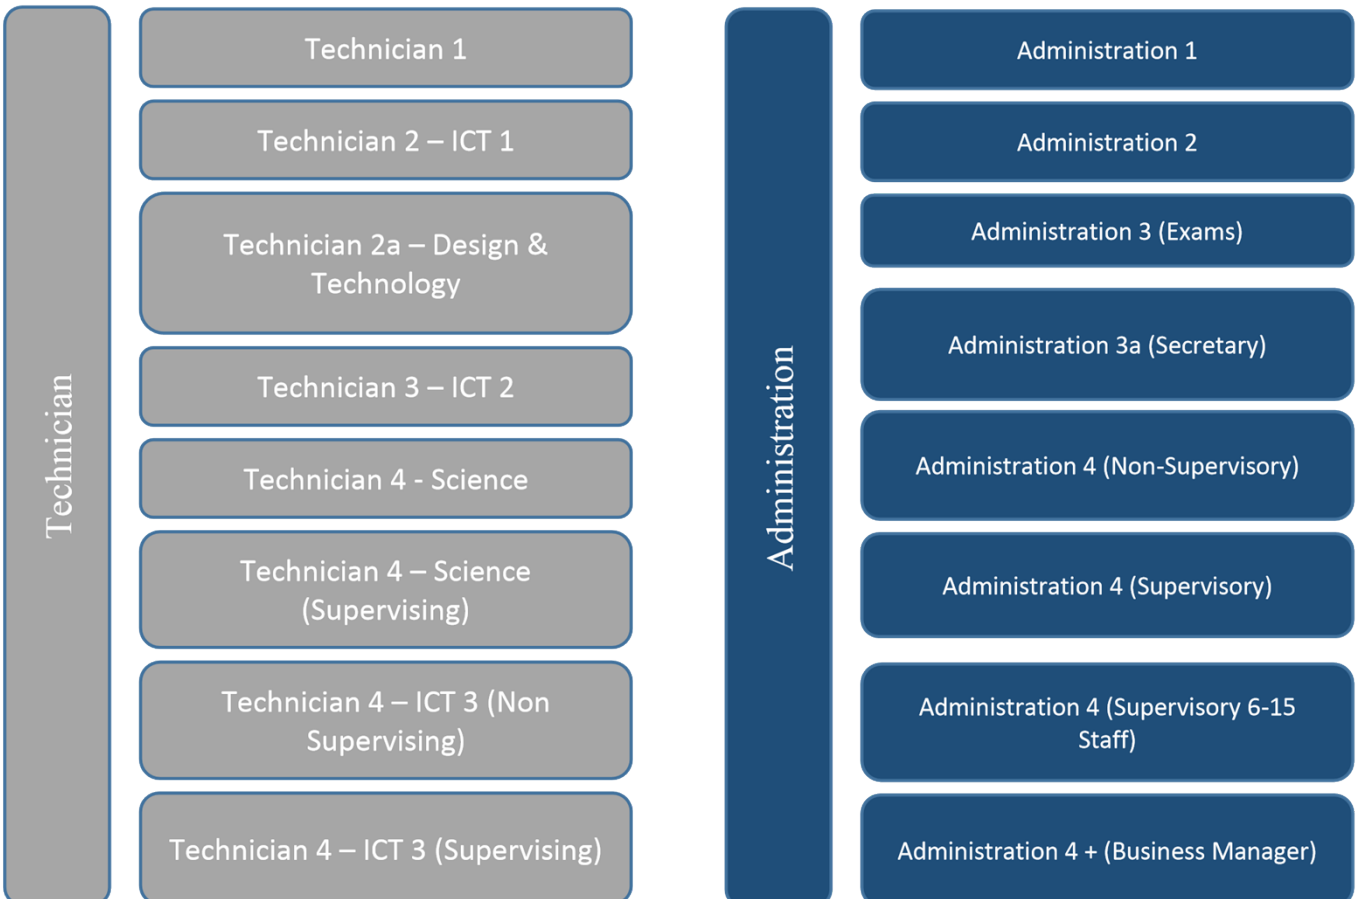 Technician
Technician 1
Technician 2 – ICT 1
Technician 2a – Design &
Technology
Technician 3 – ICT 2
Technician 4 - Science
Technician 4 – Science
(Supervising)
Technician 4 – ICT 3 (Non
Supervising)
Technician 4 – ICT 3 (Supervising)
Administration
Administration 1
Administration 2
Administration 3 (Exams)
Administration 3a (Secretary)
Administration 4 (Non-Supervisory)
Administration 4 (Supervisory)
Administration 4 (Supervisory 6-15
Staff)
Administration 4 + (Business Manager)